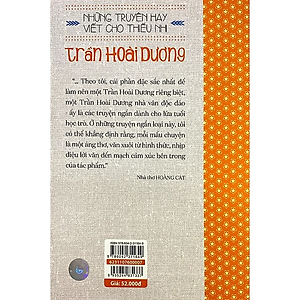 NHỮNG TRUYỆN HAY
VIẾT CHO THIẾU NHI
Trần Hoài Dương
"... Theo tôi, cái phần đặc sắc nhất để
làm nên một Trần Hoài Dương riêng biệt,
một Trần Hoài Dương nhà văn độc đáo
- ấy là các truyện ngắn dành cho lứa tuổi
học trò. Ở những truyện ngắn loại này, tôi
có thể khẳng định rằng, mỗi mẩu chuyện
là một áng thơ, văn xuôi từ hình thức, nhịp
điệu lời văn đến mạch cảm xúc bên trong
của tác phẩm."
Nhà thơ HOÀNG CÁT
Giá: 52.000đ